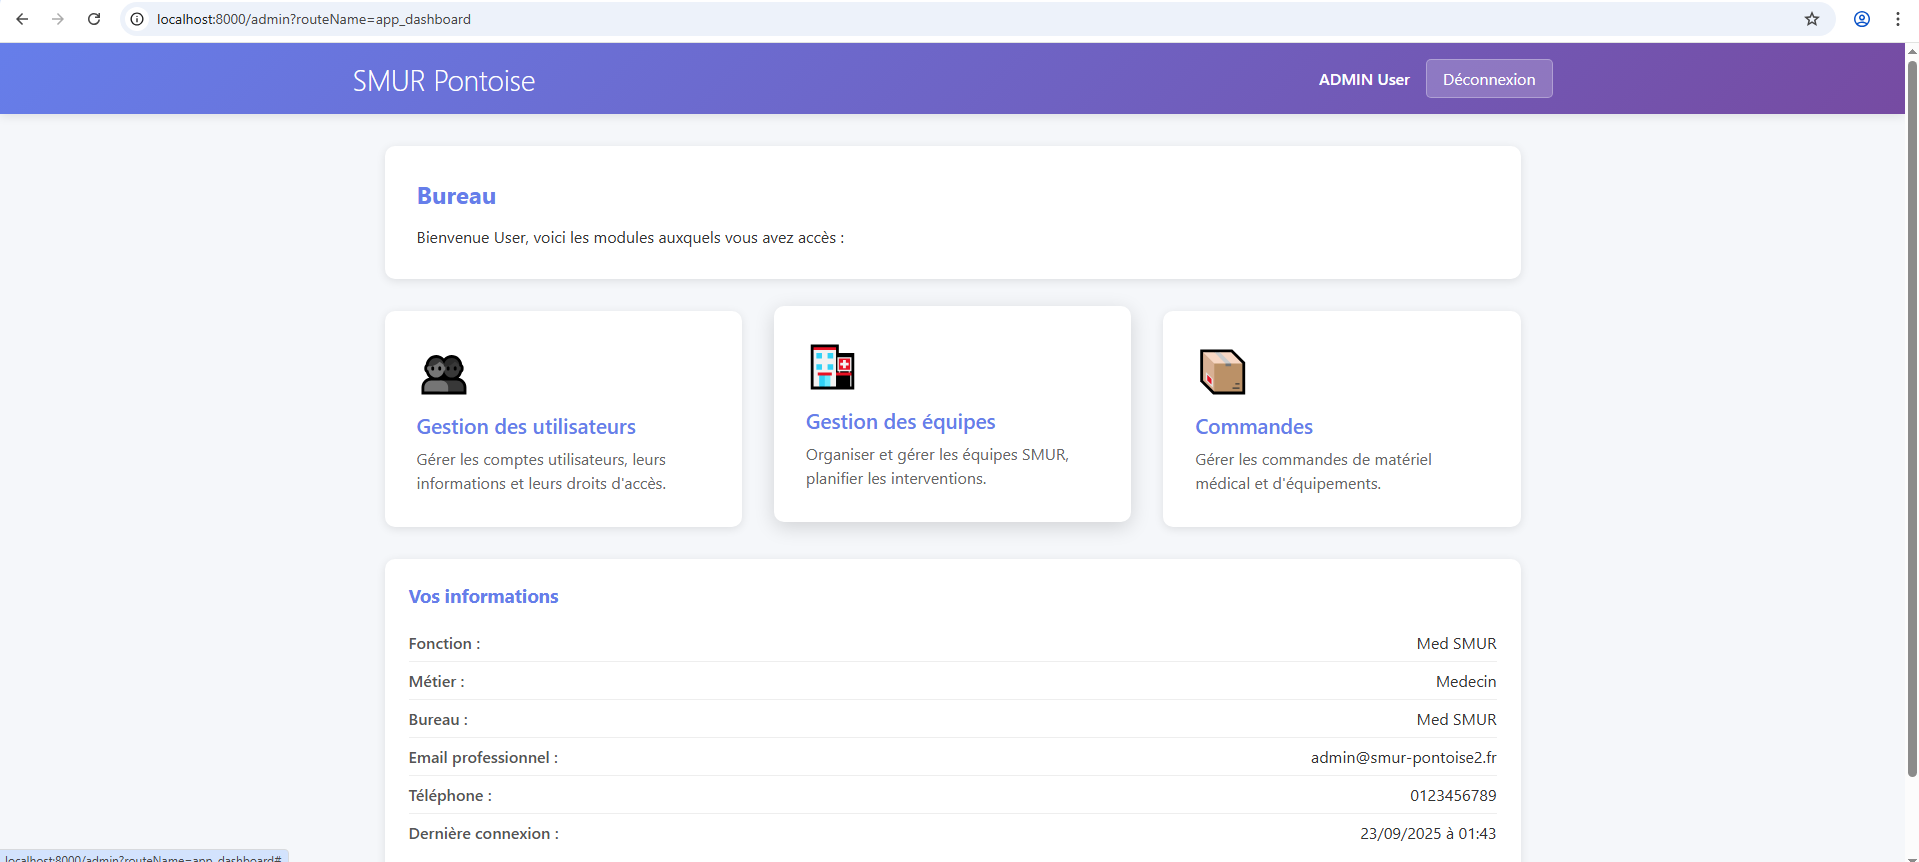 localhost:8000/admin?routeName=app_dashboard
SMUR Pontoise
ADMIN User
Déconnexion
Bureau
Bienvenue User, voici les modules auxquels vous avez accès :
Gestion des utilisateurs
Gérer les comptes utilisateurs, leurs
informations et leurs droits d'accès.
Gestion des équipes
Organiser et gérer les équipes SMUR,
planifier les interventions.
Commandes
Gérer les commandes de matériel
médical et d'équipements.
Vos informations
Fonction : Med SMUR
Métier : Medecin
Bureau : Med SMUR
Email professionnel : admin@smur-pontoise2.fr
Téléphone : 0123456789
Dernière connexion : 23/09/2025 à 01:43
localhost:8000/admin?routeName=app_dashboard#